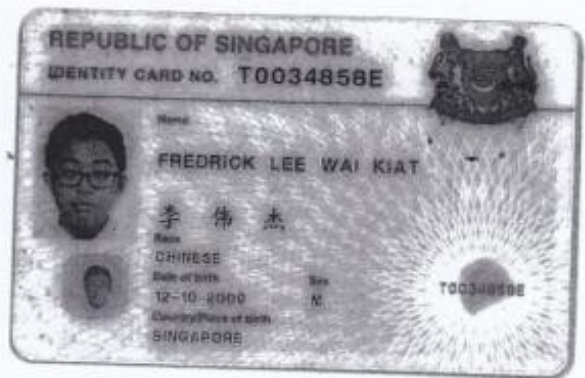 REPUBLIC OF SINGAPORE
IDENTITY CARD NO. T0034858E
Name
FREDRICK LEE WAI KIAT
李 伟 杰
Race
CHINESE
Date of birth
Sex
12-10-2000
M
Country/Place of birth
SINGAPORE